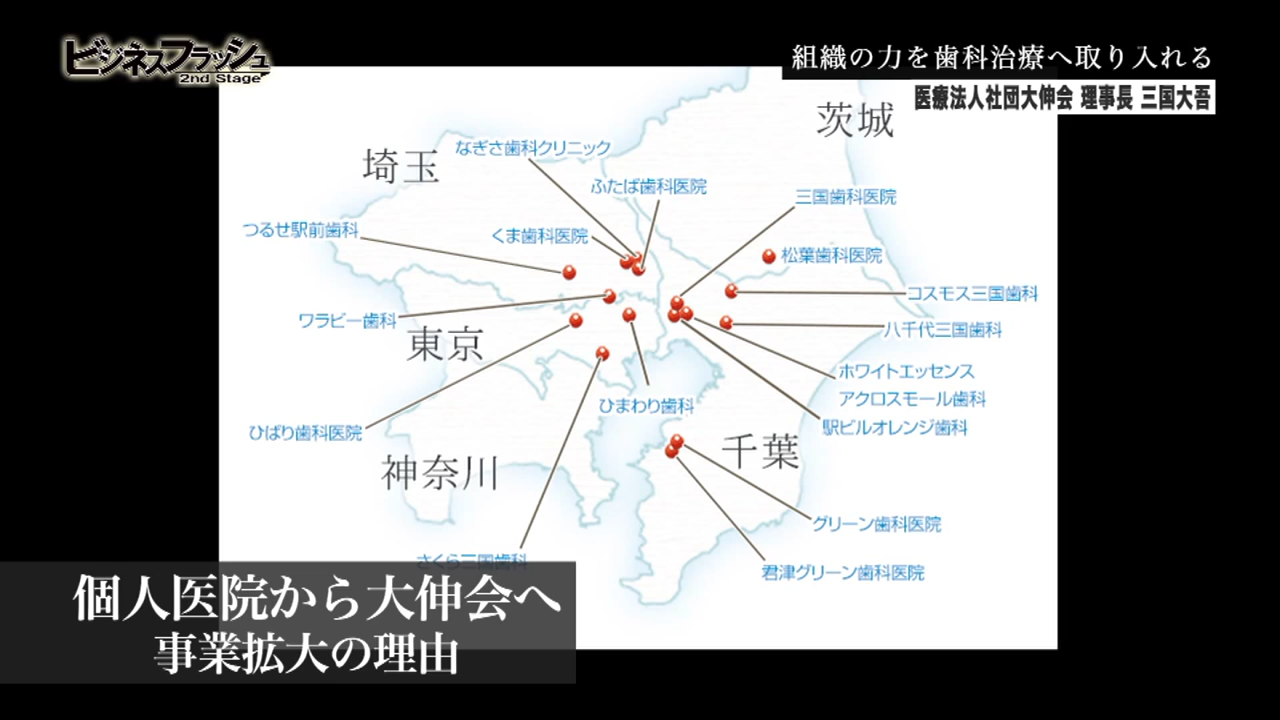 ビジネスフラッシュ
2nd Stage
組織の力を歯科治療へ取り入れる
医療法人社団大伸会 理事長 三国大吾
茨城
埼玉
なぎさ歯科クリニック
ふたば歯科医院
三国歯科医院
つるせ駅前歯科
くま歯科医院
松葉歯科医院
コスモス三国歯科
ワラビー歯科
八千代三国歯科
東京
ホワイトエッセンス
アクロスモール歯科
ひまわり歯科
駅ビルオレンジ歯科
ひばり歯科医院
千葉
神奈川
グリーン歯科医院
さくら三国歯科
君津グリーン歯科医院
個人医院から大伸会へ
事業拡大の理由